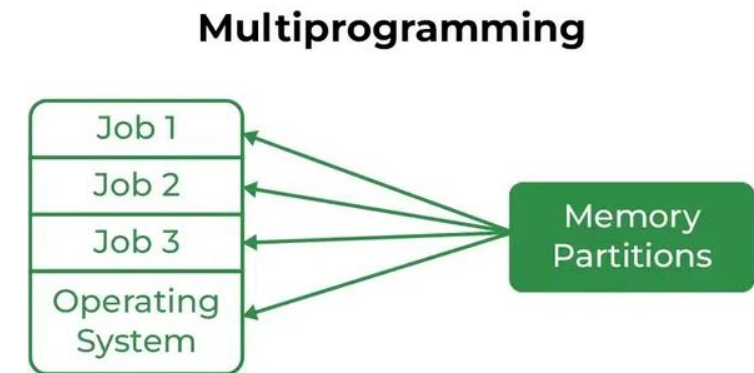 Multiprogramming
Job 1
Job 2
Job 3
Operating
System
Memory
Partitions